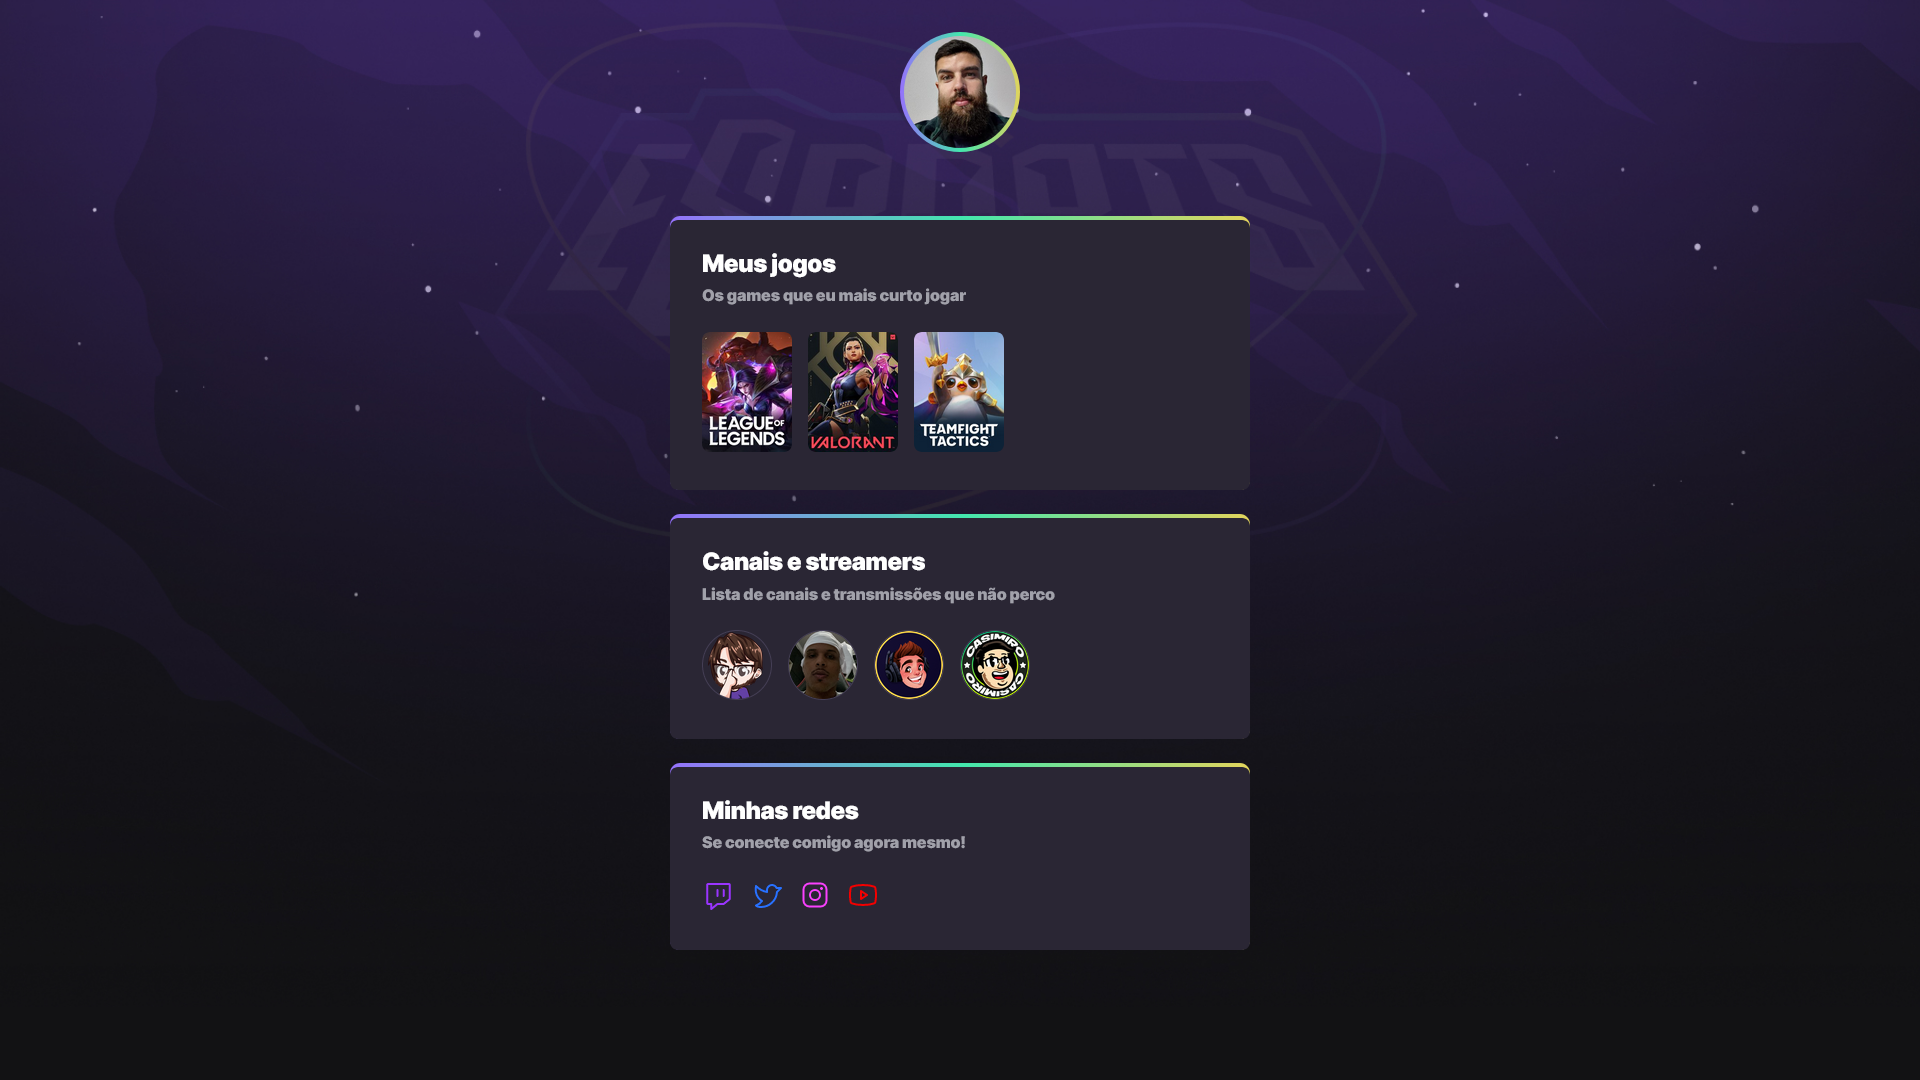 ESPORTS
Meus jogos
Os games que eu mais curto jogar
LEAGUE OF
LEGENDS
VALORANT
TEAMFIGHT
TACTICS
Canais e streamers
Lista de canais e transmissões que não perco
CASIMIRO
CASIMIRO
Minhas redes
Se conecte comigo agora mesmo!